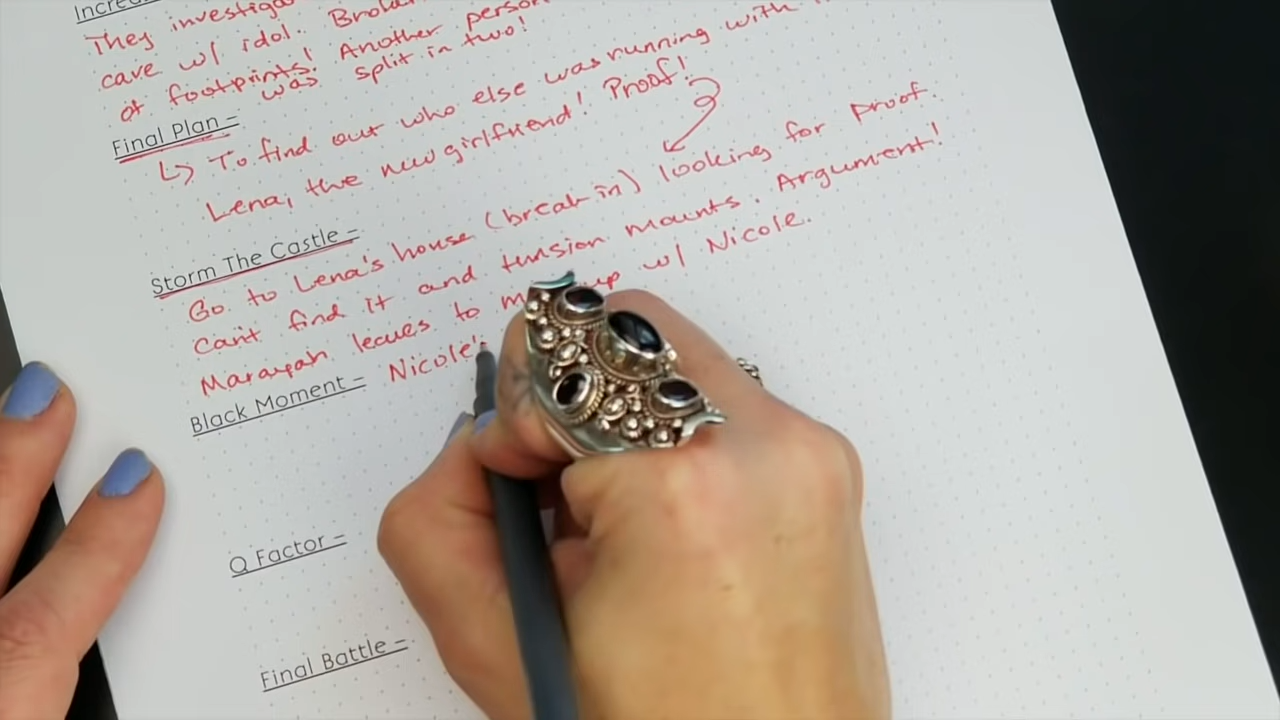 They investiga
cave w/ idol. Brok
of footprints! Another person
was split in two!
Final Plan -
↳ To find out who else was running with
Lena, the new girlfriend! Proof!
Storm The Castle -
Go to Lena's house (break in) looking for proof.
Can't find it and tension mounts. Argument!
Marayah leaves to m up w/ Nicole.
Black Moment - Nicole's
Q Factor -
Final Battle -